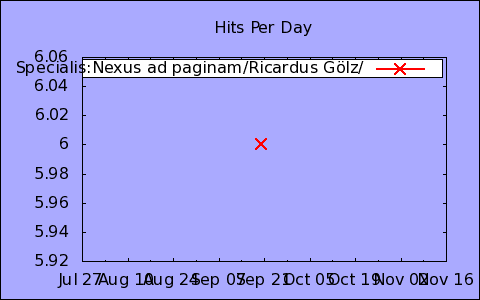 Hits Per Day
6.06
Specialis:Nexus ad paginam/Ricardus Gölz/
6.04
6.02
6
5.98
5.96
5.94
5.92
Jul 27 Aug 10 Aug 24 Sep 07 Sep 21 Oct 05 Oct 19 Nov 02 Nov 16